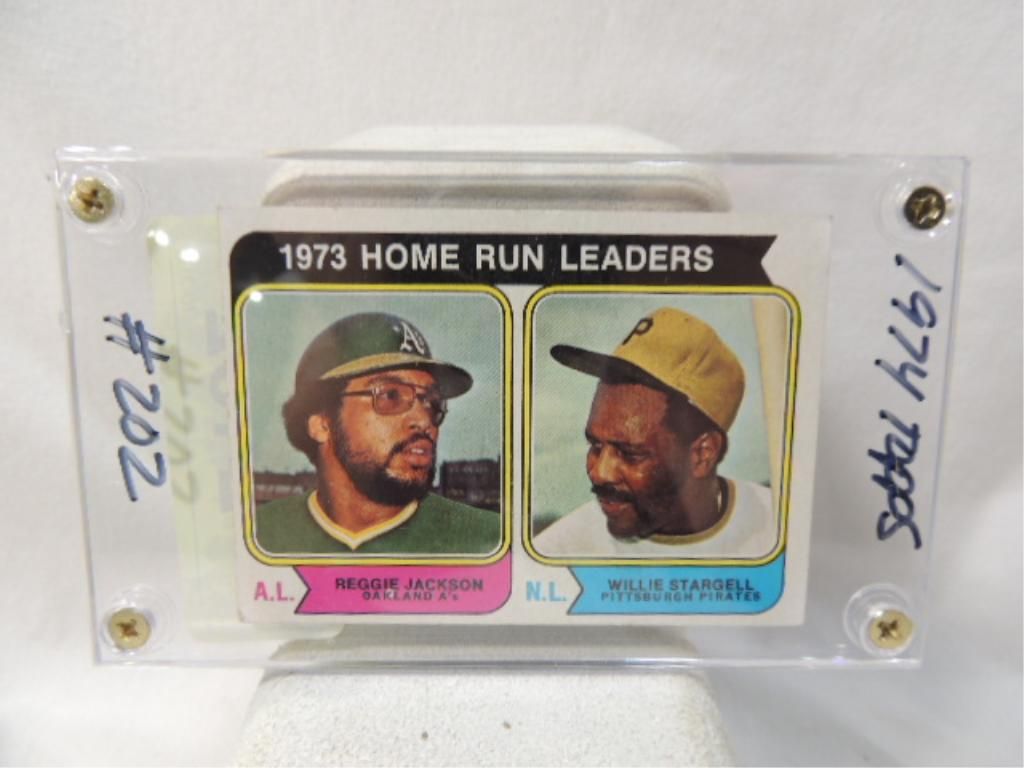 1973 HOME RUN LEADERS
A's
P
A.L.
REGGIE JACKSON
OAKLAND A's
N.L.
WILLIE STARGELL
PITTSBURGH PIRATES
#202
1974 TOPPS